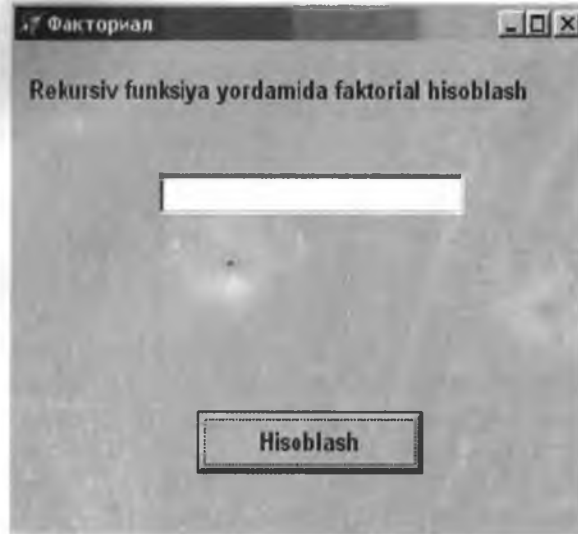 Факториал
Rekursiv funksiya yordamida faktorial hisoblash
Hisoblash